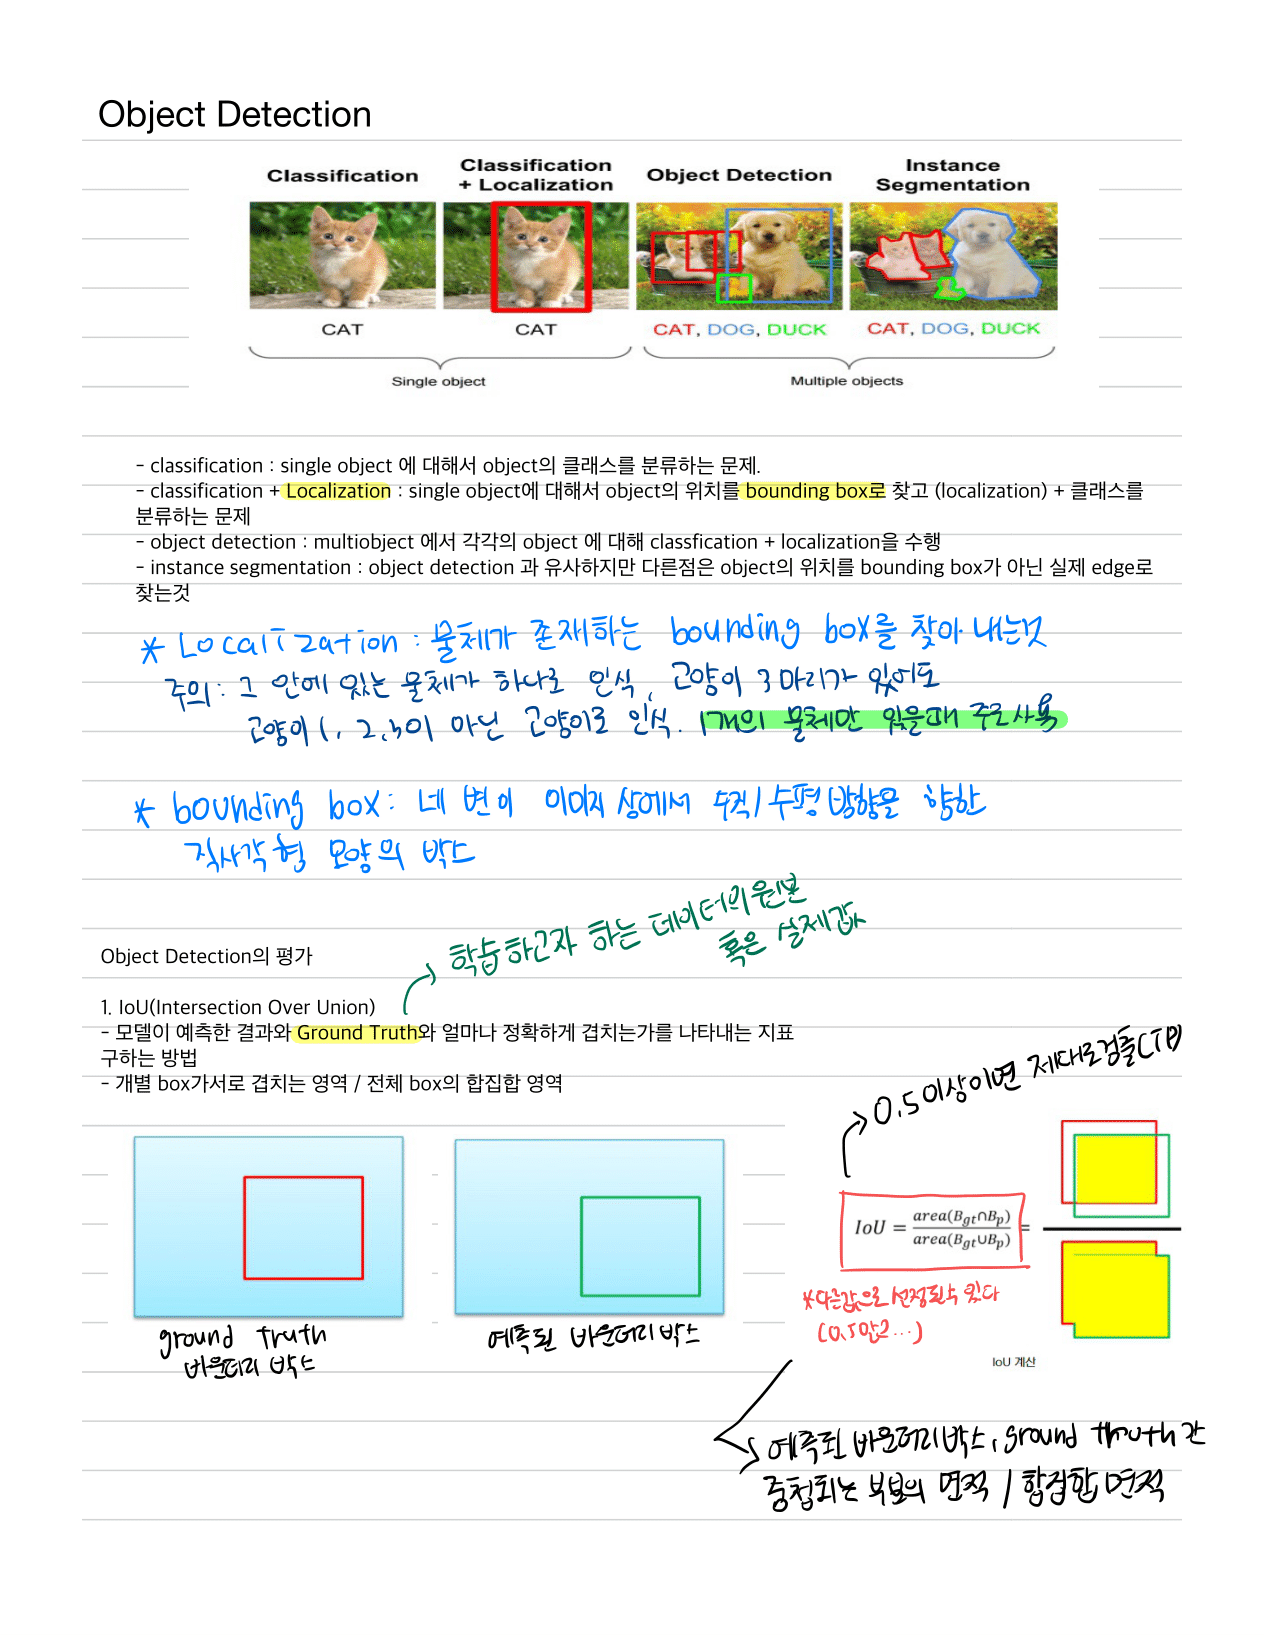 Object Detection
Classification
Classification
+ Localization
Object Detection
Instance
Segmentation
CAT
CAT
CAT, DOG, DUCK
CAT, DOG, DUCK
Single object
Multiple objects
- classification : single object 에 대해서 object의 클래스를 분류하는 문제.
- classification + Localization : single object에 대해서 object의 위치를 bounding box로 찾고 (localization) + 클래스를
분류하는 문제
- object detection : multiobject 에서 각각의 object 에 대해 classfication + localization을 수행
- instance segmentation : object detection 과 유사하지만 다른점은 object의 위치를 bounding box가 아닌 실제 edge로
찾는것
* Localization : 물체가 존재하는 bounding box를 찾아 내는것
주의 : 그 안에 있는 물체가 하나로 인식, 고양이 3마리가 있어도
고양이1, 2, 3이 아닌 고양이로 인식. 1개의 물체만 있을때 주로사용
* bounding box : 네 변이 이미지 상에서 수직/수평 방향을 향한
직사각형 모양의 박스
학습하고자 하는 데이터의 원본
혹은 실제값
Object Detection의 평가
1. IoU(Intersection Over Union)
- 모델이 예측한 결과와 Ground Truth와 얼마나 정확하게 겹치는가를 나타내는 지표
구하는 방법
- 개별 box가서로 겹치는 영역 / 전체 box의 합집합 영역
0.5이상이면 제대로검출(TP)
IoU = area(Bgt∩Bp) / area(Bgt∪Bp) =
*다른값으로 선정될수 있다
(0.5만2...)
IoU 계산
ground truth
바운더리 박스
예측된 바운더리박스
예측된 바운더리박스, ground thruth 간
중첩되는 부분의 면적 / 합집합 면적